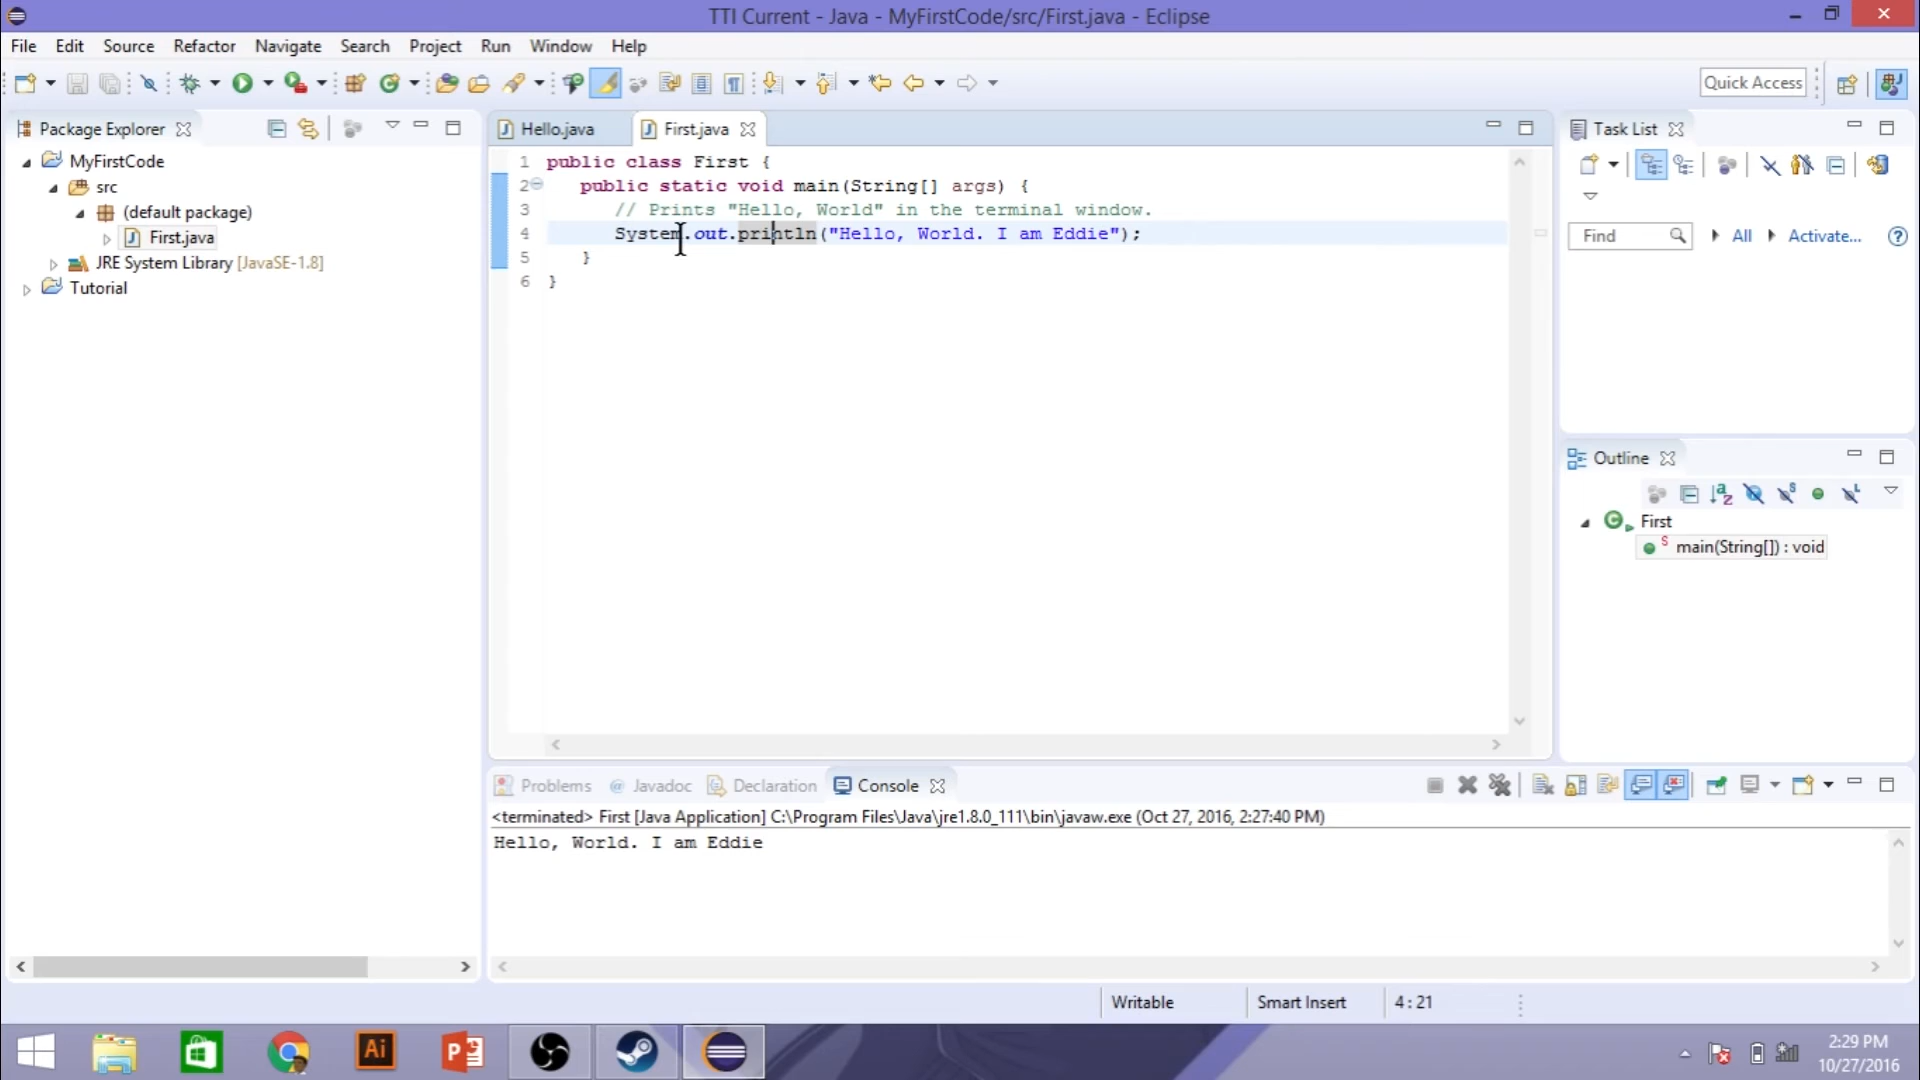 TTI Current - Java - MyFirstCode/src/First.java - Eclipse
File Edit Source Refactor Navigate Search Project Run Window Help
Quick Access
Package Explorer
MyFirstCode
src
(default package)
First.java
JRE System Library [JavaSE-1.8]
Tutorial
Hello.java First.java
1 public class First {
2 public static void main(String[] args) {
3 // Prints "Hello, World" in the terminal window.
4 System.out.println("Hello, World. I am Eddie");
5 }
6 }
Task List
Find All Activate...
Outline
First
main(String[]) : void
Problems @ Javadoc Declaration Console
<terminated> First [Java Application] C:\Program Files\Java\jre1.8.0_111\bin\javaw.exe (Oct 27, 2016, 2:27:40 PM)
Hello, World. I am Eddie
Writable Smart Insert 4 : 21
Ai
P
2:29 PM
10/27/2016